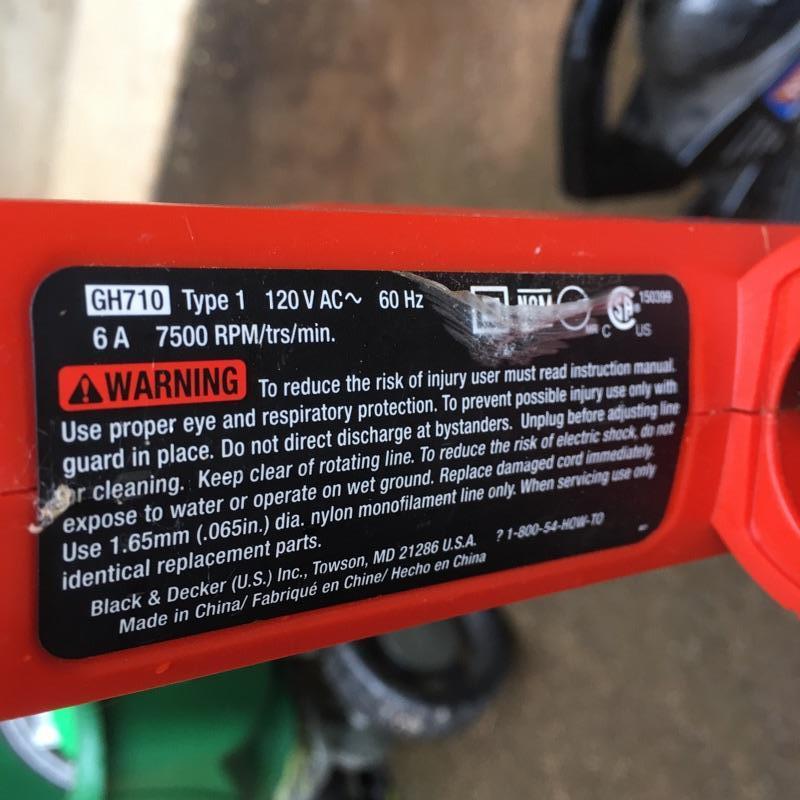 GH710 Type 1 120 V AC~ 60 Hz NOM 150399
6 A 7500 RPM/trs/min. MR C SA US
WARNING To reduce the risk of injury user must read instruction manual.
Use proper eye and respiratory protection. To prevent possible injury use only with
guard in place. Do not direct discharge at bystanders. Unplug before adjusting line
or cleaning. Keep clear of rotating line. To reduce the risk of electric shock, do not
expose to water or operate on wet ground. Replace damaged cord immediately.
Use 1.65mm (.065in.) dia. nylon monofilament line only. When servicing use only
identical replacement parts.
Black & Decker (U.S.) Inc., Towson, MD 21286 U.S.A. ? 1-800-54-HOW-TO
Made in China/ Fabriqué en Chine/ Hecho en China